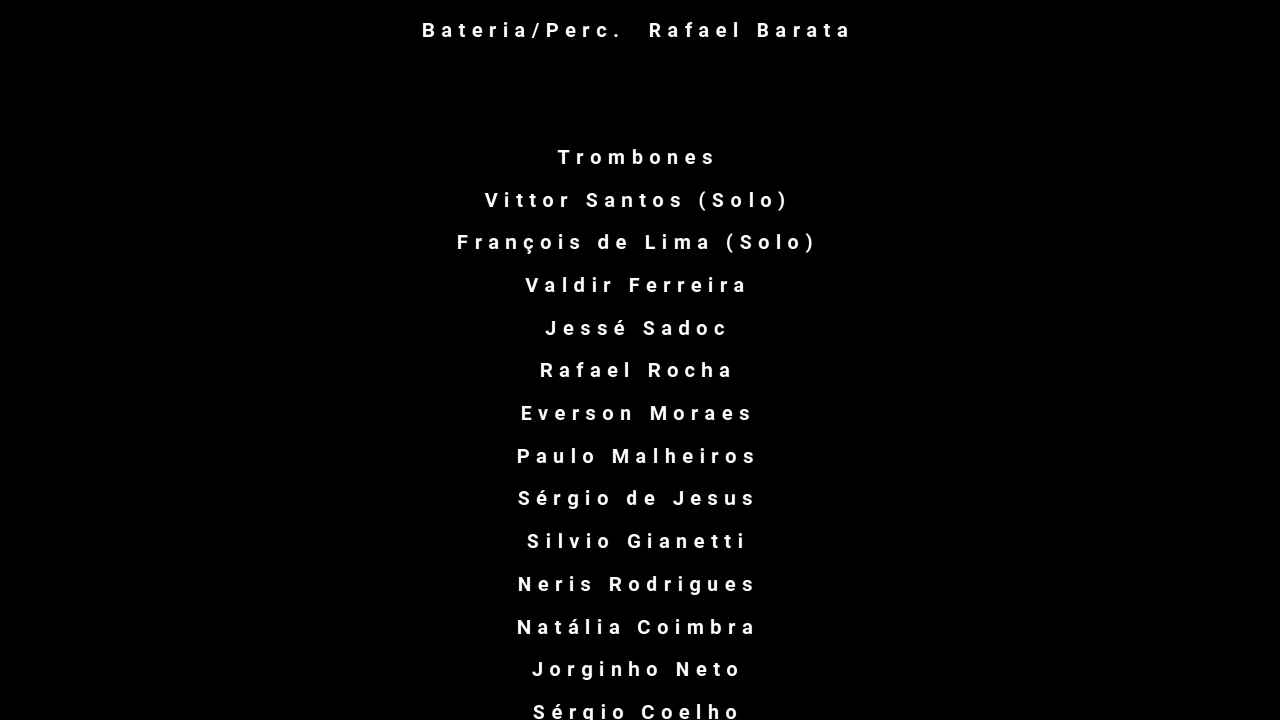 Bateria/Perc. Rafael Barata
Trombones
Vittor Santos (Solo)
François de Lima (Solo)
Valdir Ferreira
Jessé Sadoc
Rafael Rocha
Everson Moraes
Paulo Malheiros
Sérgio de Jesus
Silvio Gianetti
Neris Rodrigues
Natália Coimbra
Jorginho Neto
Sérgio Coelho